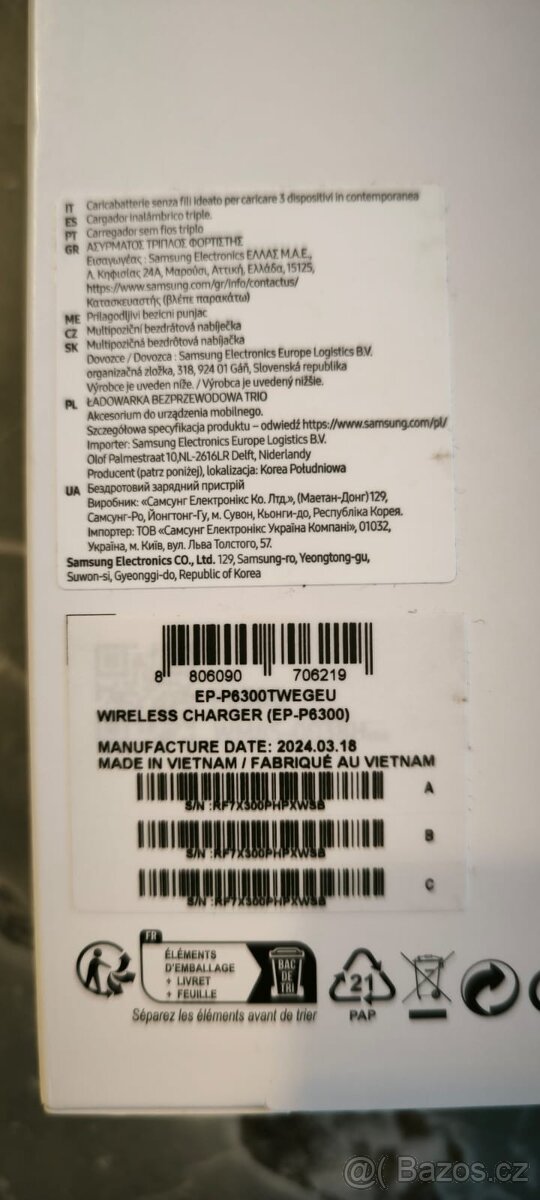 IT Caricabatterie senza fili ideato per caricare 3 dispositivi in contemporanea
ES Cargador inalámbrico triple.
PT Carregador sem fios triplo
GR ΑΣΥΡΜΑΤΟΣ ΤΡΙΠΛΟΣ ΦΟΡΤΙΣΤΗΣ
Εισαγωγέας : Samsung Electronics ΕΛΛΑΣ Μ.Α.Ε.,
Λ. Κηφισίας 24Α, Μαρούσι, Αττική, Ελλάδα, 15125,
https://www.samsung.com/gr/info/contactus/
Κατασκευαστής (βλέπε παρακάτω)
ME Prilagodljivi bezicni punjac
CZ Multipoziční bezdrátová nabíječka
SK Multipozičná bezdrôtová nabíjačka
Dovozce / Dovozca : Samsung Electronics Europe Logistics B.V.
organizačná zložka, 318, 924 01 Gáň, Slovenská republika
Výrobce je uveden níže. / Výrobca je uvedený nižšie.
PL ŁADOWARKA BEZPRZEWODOWA TRIO
Akcesorium do urządzenia mobilnego.
Szczegółowa specyfikacja produktu – odwiedź https://www.samsung.com/pl/
Importer: Samsung Electronics Europe Logistics B.V.
Olof Palmestraat 10,NL-2616LR Delft, Niderlandy
Producent (patrz poniżej), lokalizacja: Korea Południowa
UA Бездротовий зарядний пристрій
Виробник: «Самсунг Електронікс Ко. Лтд.», (Маетан-Донг) 129,
Самсунг-Ро, Йонгтонг-Гу, м. Сувон, Кьонги-до, Республіка Корея.
Імпортер: ТОВ «Самсунг Електронікс Україна Компані», 01032,
Україна, м. Київ, вул. Льва Толстого, 57.
Samsung Electronics CO., Ltd. 129, Samsung-ro, Yeongtong-gu,
Suwon-si, Gyeonggi-do, Republic of Korea
8 806090 706219
EP-P6300TWEGEU
WIRELESS CHARGER (EP-P6300)
MANUFACTURE DATE: 2024.03.18
MADE IN VIETNAM / FABRIQUÉ AU VIETNAM
A
S/N :RF7X300PHPXWSB
B
S/N :RF7X300PHPXWSB
C
S/N :RF7X300PHPXWSB
FR
ÉLÉMENTS
D'EMBALLAGE
+ LIVRET
+ FEUILLE
BAC
DE
TRI
Séparez les éléments avant de trier
21
PAP
@( Bazos.cz